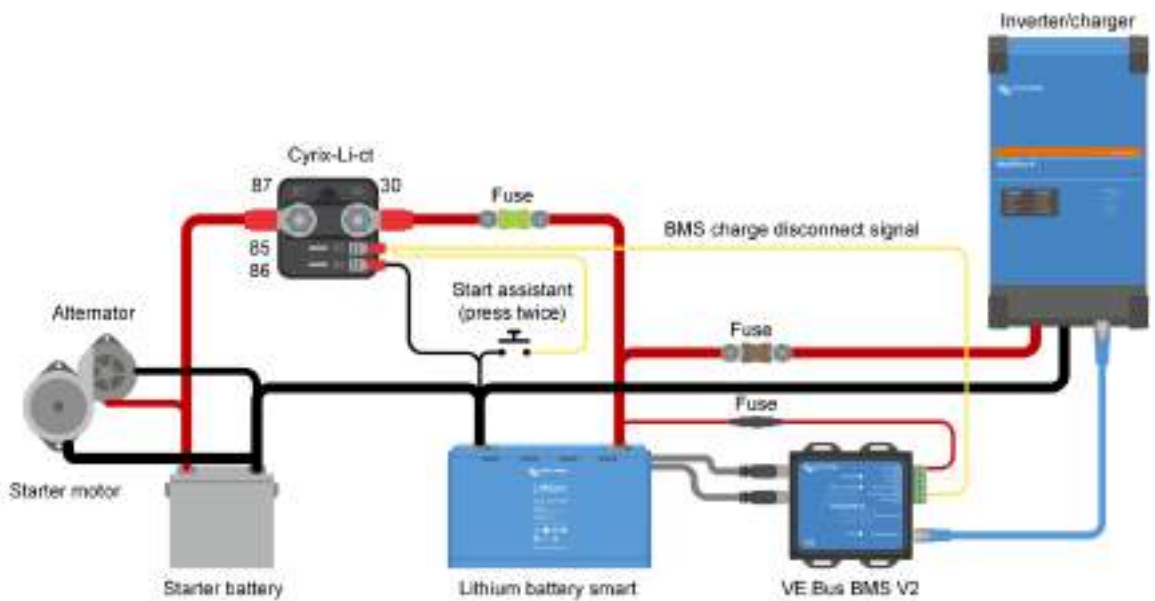 Inverter/charger
Cyrix-Li-ct
87
30
Fuse
85
86
BMS charge disconnect signal
Start assistant
(press twice)
Alternator
Fuse
Fuse
Starter motor
Lithium
Starter battery
Lithium battery smart
VE.Bus BMS V2